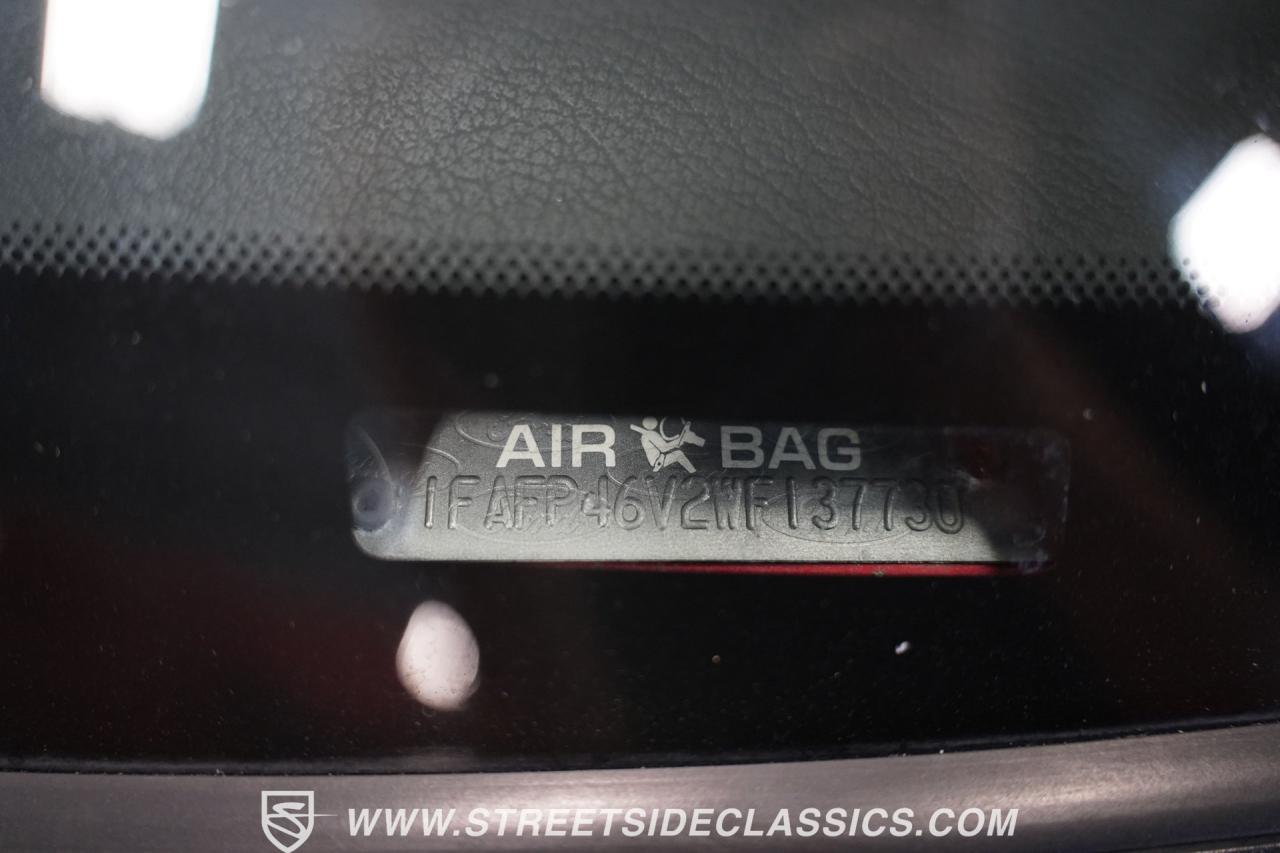 AIR BAG
1FAFP46V2WF137730
WWW.STREETSIDECLASSICS.COM